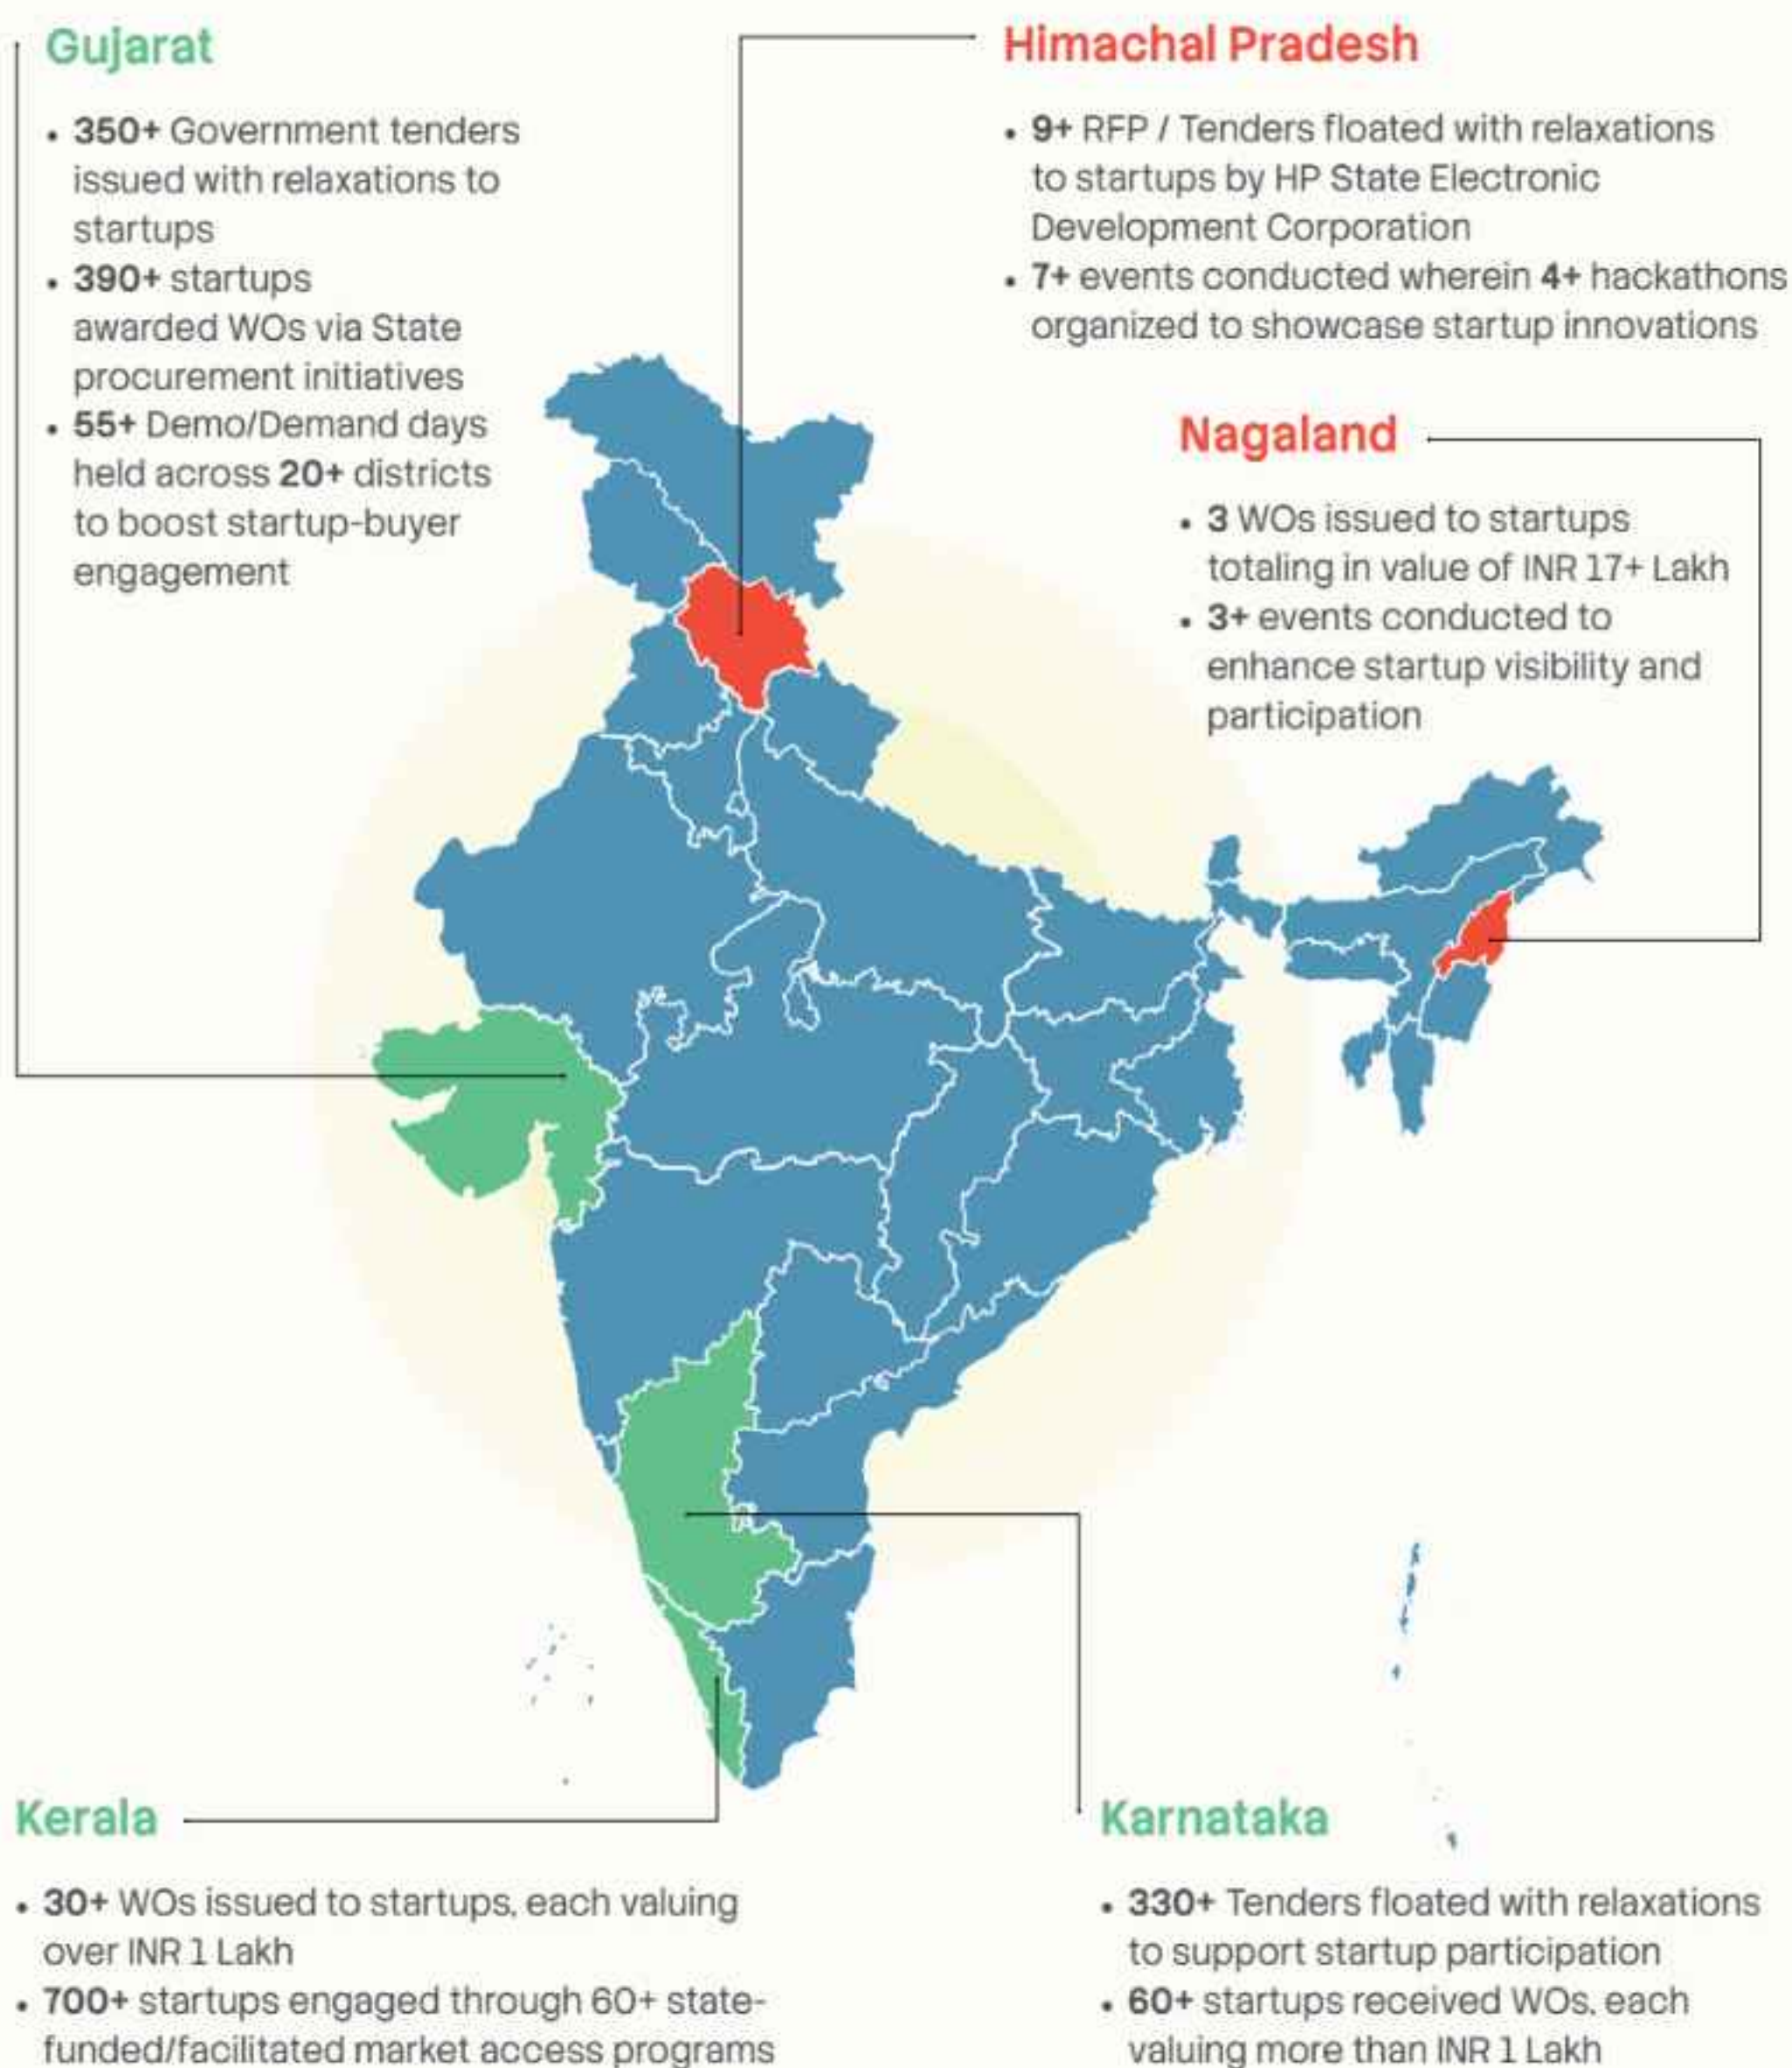 Gujarat
• 350+ Government tenders
issued with relaxations to
startups
• 390+ startups
awarded WOs via State
procurement initiatives
• 55+ Demo/Demand days
held across 20+ districts
to boost startup-buyer
engagement
Himachal Pradesh
• 9+ RFP / Tenders floated with relaxations
to startups by HP State Electronic
Development Corporation
• 7+ events conducted wherein 4+ hackathons
organized to showcase startup innovations
Nagaland
• 3 WOs issued to startups
totaling in value of INR 17+ Lakh
• 3+ events conducted to
enhance startup visibility and
participation
Kerala
• 30+ WOs issued to startups, each valuing
over INR 1 Lakh
• 700+ startups engaged through 60+ state-
funded/facilitated market access programs
Karnataka
• 330+ Tenders floated with relaxations
to support startup participation
• 60+ startups received WOs, each
valuing more than INR 1 Lakh